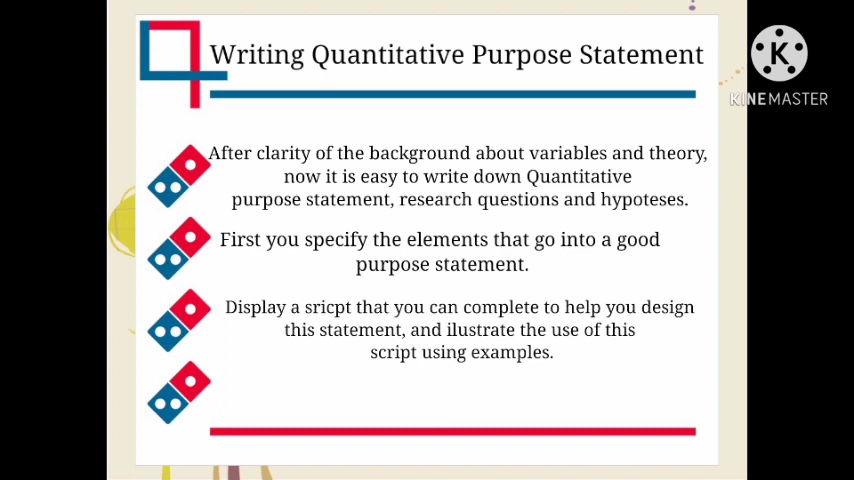 Writing Quantitative Purpose Statement
K
KINEMASTER
After clarity of the background about variables and theory,
now it is easy to write down Quantitative
purpose statement, research questions and hypoteses.
First you specify the elements that go into a good
purpose statement.
Display a sricpt that you can complete to help you design
this statement, and ilustrate the use of this
script using examples.